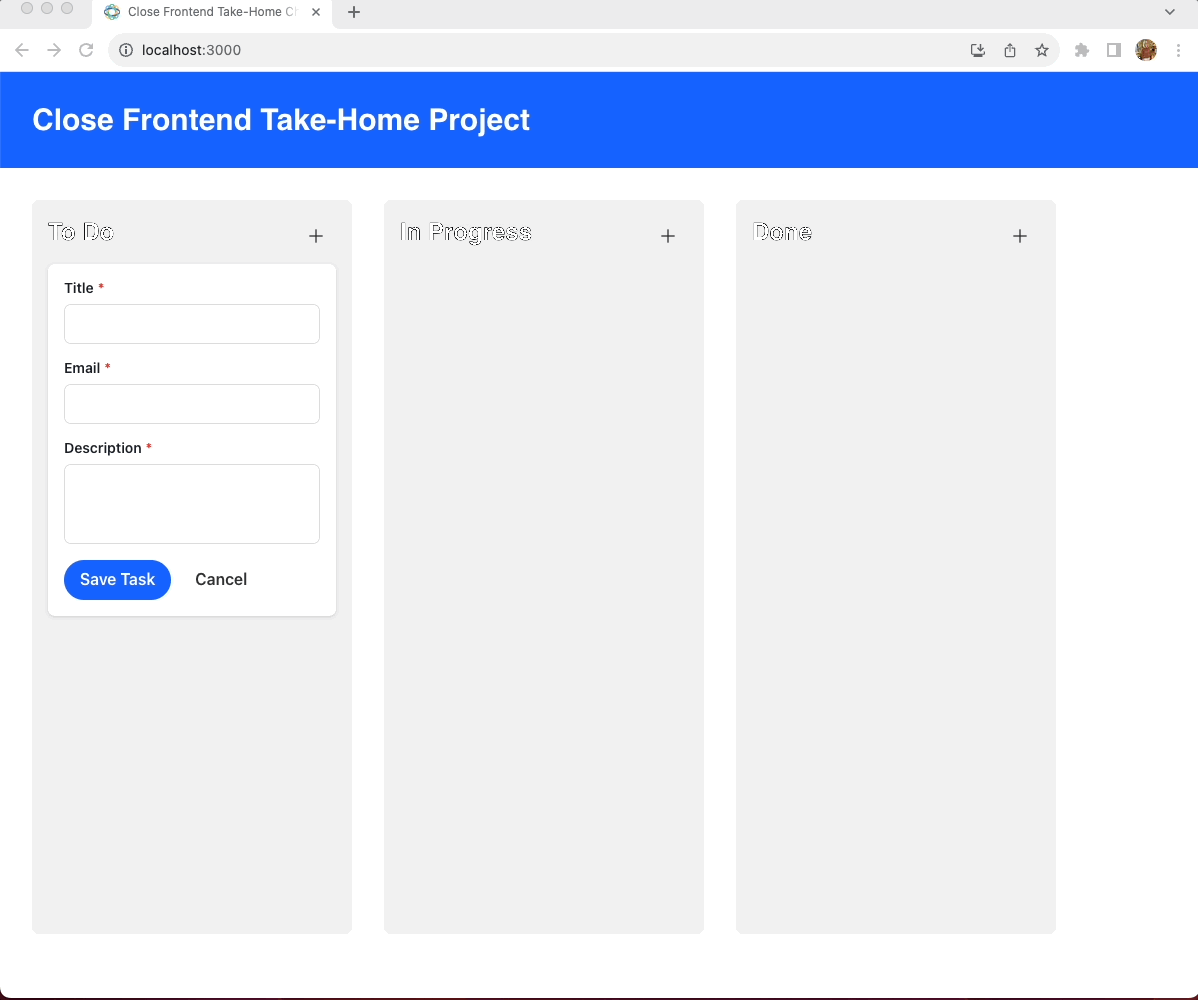 Close Frontend Take-Home Ch
localhost:3000
Close Frontend Take-Home Project
To Do
In Progress
Done
Title *
Email *
Description *
Save Task
Cancel